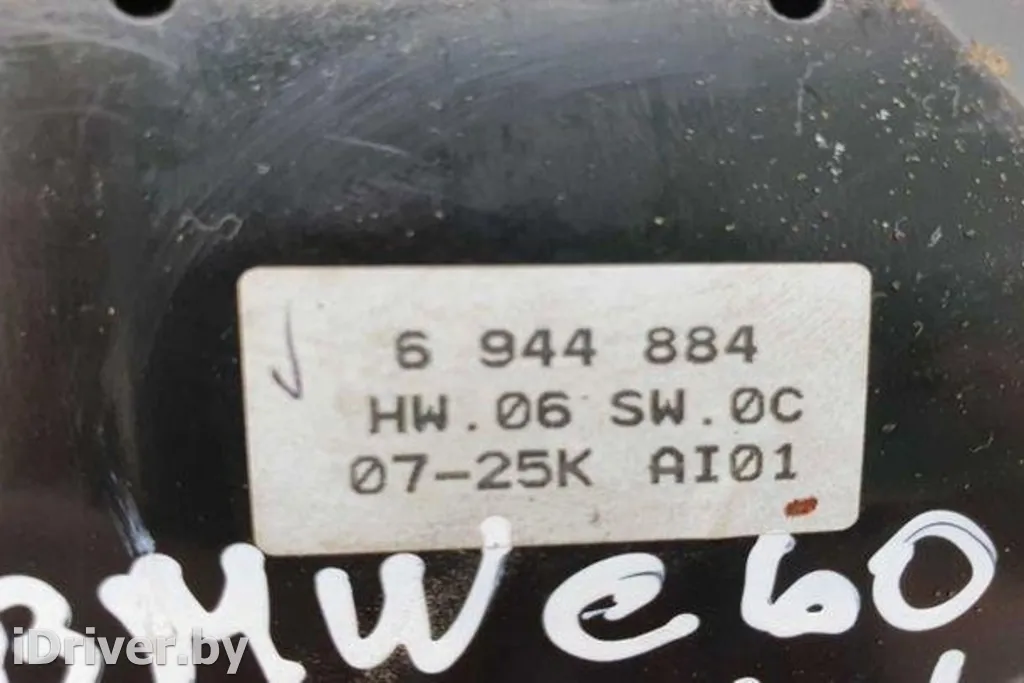 6 944 884
HW.06 SW.0C
07-25K AI01
BMW e60
iDriver.by